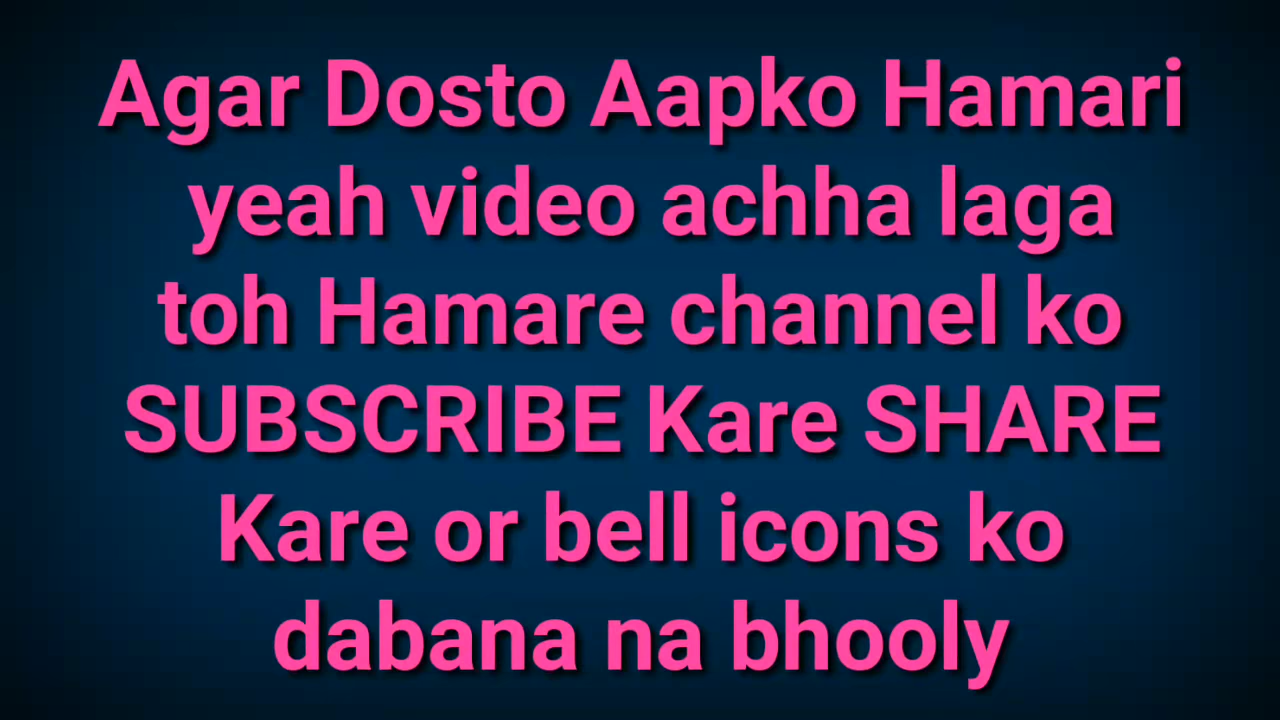 Agar Dosto Aapko Hamari
yeah video achha laga
toh Hamare channel ko
SUBSCRIBE Kare SHARE
Kare or bell icons ko
dabana na bhooly